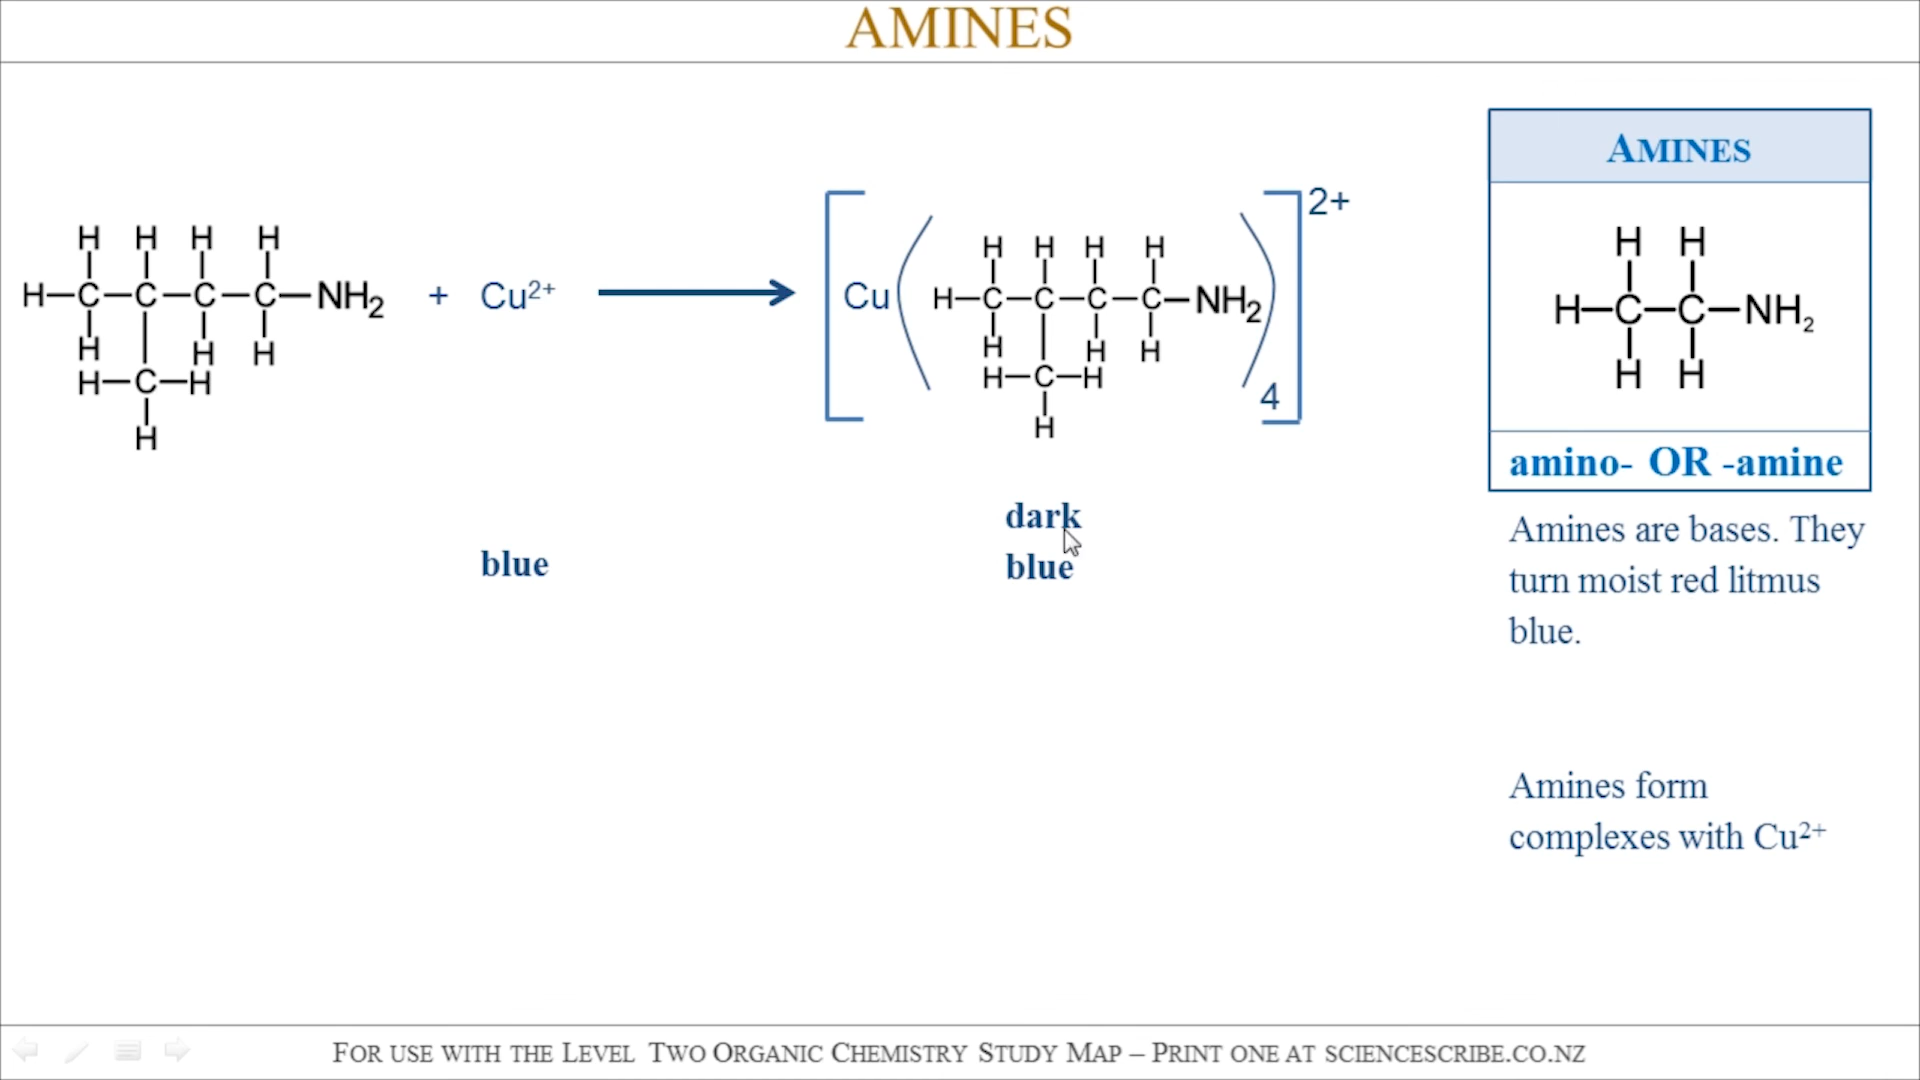 AMINES
H H H H
H—C—C—C—C—NH₂ + Cu²⁺
H H H
H—C—H
H
[Cu(
H H H H
H—C—C—C—C—NH₂
H H H
H—C—H
H
)4]2+
blue
dark
blue
AMINES
H H
H—C—C—NH₂
H H
amino- OR -amine
Amines are bases. They
turn moist red litmus
blue.
Amines form
complexes with Cu²⁺
FOR USE WITH THE LEVEL TWO ORGANIC CHEMISTRY STUDY MAP – PRINT ONE AT SCIENCESCRIBE.CO.NZ